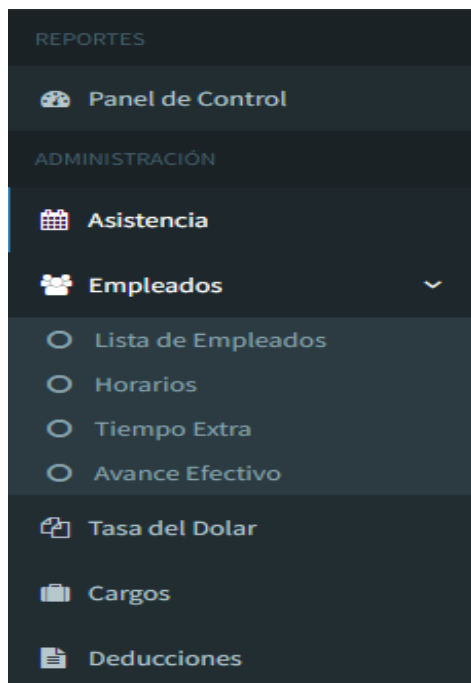 REPORTES
Panel de Control
ADMINISTRACIÓN
Asistencia
Empleados
Lista de Empleados
Horarios
Tiempo Extra
Avance Efectivo
Tasa del Dolar
Cargos
Deducciones